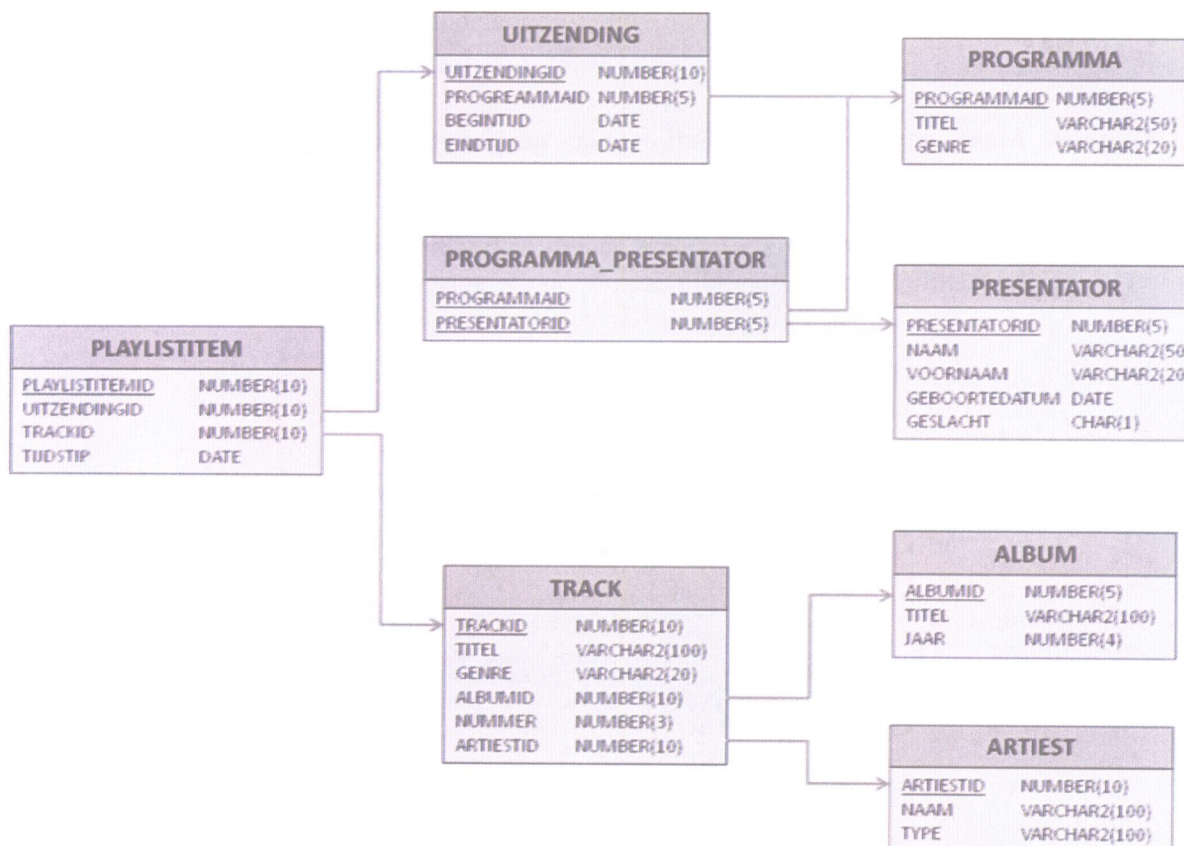 UITZENDING
UITZENDINGID NUMBER(10)
PROGREAMMAID NUMBER(5)
BEGINTIJD DATE
EINDTIJD DATE
PROGRAMMA
PROGRAMMAID NUMBER(5)
TITEL VARCHAR2(50)
GENRE VARCHAR2(20)
PROGRAMMA_PRESENTATOR
PROGRAMMAID NUMBER(5)
PRESENTATORID NUMBER(5)
PRESENTATOR
PRESENTATORID NUMBER(5)
NAAM VARCHAR2(50
VOORNAAM VARCHAR2(20
GEBOORTEDATUM DATE
GESLACHT CHAR(1)
PLAYLISTITEM
PLAYLISTITEMID NUMBER(10)
UITZENDINGID NUMBER(10)
TRACKID NUMBER(10)
TIJDSTIP DATE
TRACK
TRACKID NUMBER(10)
TITEL VARCHAR2(100)
GENRE VARCHAR2(20)
ALBUMID NUMBER(10)
NUMMER NUMBER(3)
ARTIESTID NUMBER(10)
ALBUM
ALBUMID NUMBER(5)
TITEL VARCHAR2(100)
JAAR NUMBER(4)
ARTIEST
ARTIESTID NUMBER(10)
NAAM VARCHAR2(100)
TYPE VARCHAR2(100)